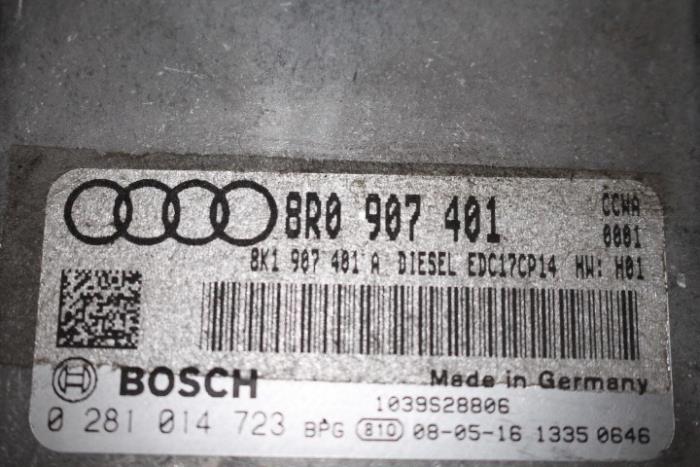 8R0 907 401 CCWA
0001
8K1 907 401 A DIESEL EDC17CP14 HW: H01
BOSCH Made in Germany
1039S28806
0 281 014 723 BPG 810 08-05-16 1335 0646